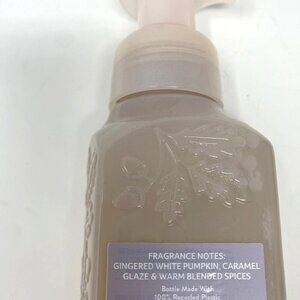 FRAGRANCE NOTES:
GINGERED WHITE PUMPKIN, CARAMEL
GLAZE & WARM BLENDED SPICES
Bottle Made With
100% Recycled Plastic